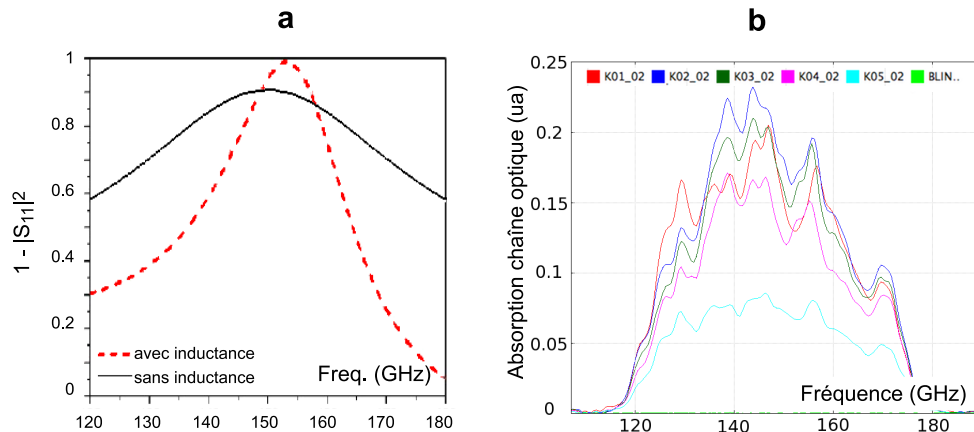 a
1 - |S11|2
1
0.8
0.6
0.4
0.2
0
avec inductance
sans inductance
Freq. (GHz)
120 130 140 150 160 170 180
b
Absorption chaîne optique (ua)
0.25
0.2
0.15
0.1
0.05
0
K01_02 K02_02 K03_02 K04_02 K05_02 BLIN..
Fréquence (GHz)
120 140 160 180